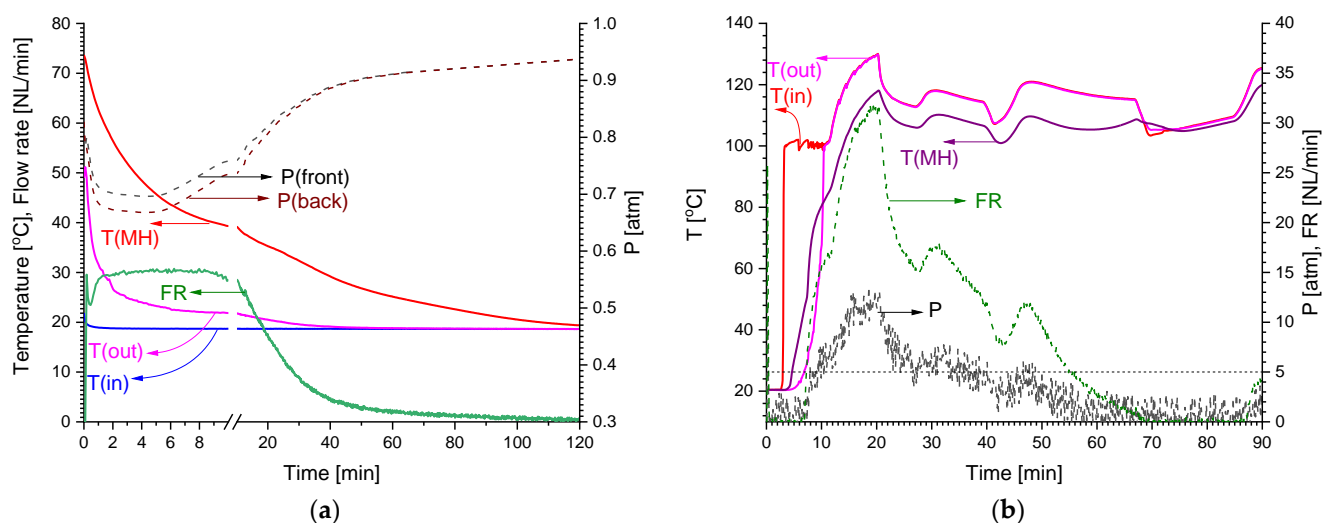 Temperature [°C], Flow rate [NL/min]
80
70
60
50
40
30
20
10
0
P(front)
P(back)
T(MH)
FR
T(out)
T(in)
1.0
0.9
0.8
0.7
0.6
0.5
0.4
0.3
P [atm]
0 2 4 6 8 20 40 60 80 100 120
Time [min]
(a)
T [°C]
140
120
100
80
60
40
20
T(out)
T(in)
T(MH)
FR
P
40
35
30
25
20
15
10
5
0
P [atm], FR [NL/min]
0 10 20 30 40 50 60 70 80 90
Time [min]
(b)